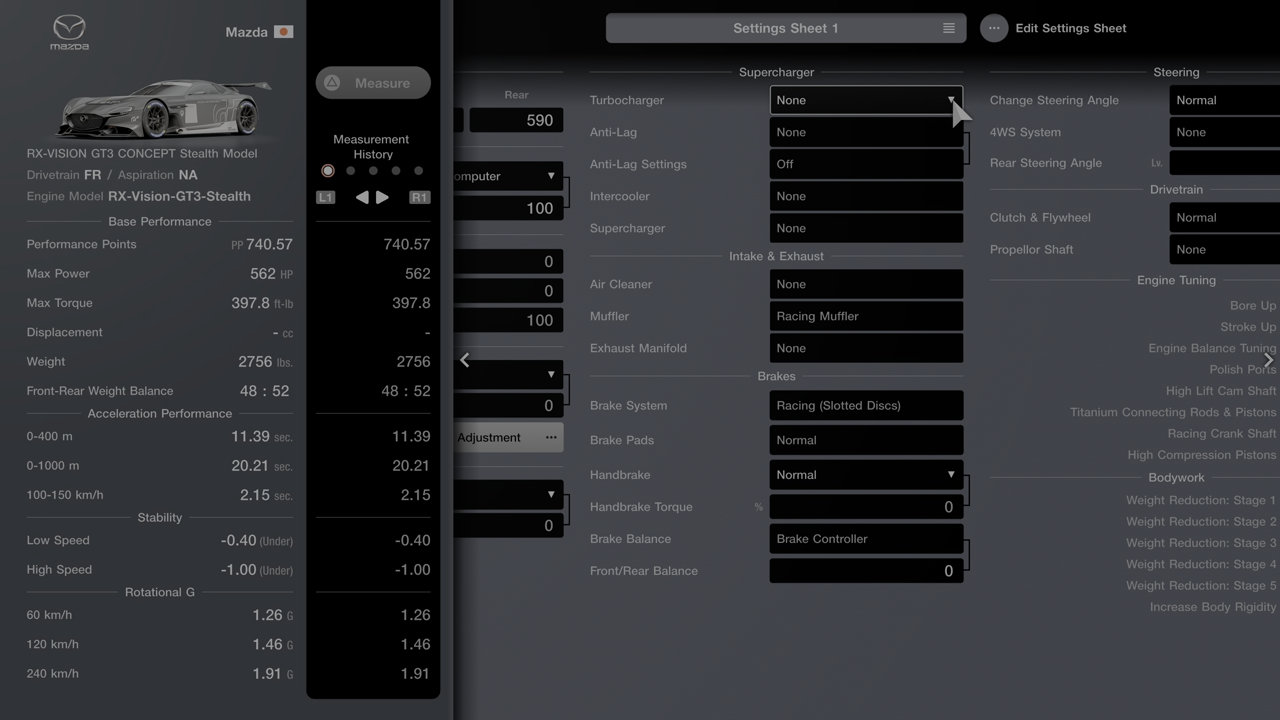 mazda
Mazda
RX-VISION GT3 CONCEPT Stealth Model
Drivetrain FR / Aspiration NA
Engine Model RX-Vision-GT3-Stealth
Base Performance
Performance Points PP 740.57
Max Power 562 HP
Max Torque 397.8 ft-lb
Displacement - cc
Weight 2756 lbs.
Front-Rear Weight Balance 48 : 52
Acceleration Performance
0-400 m 11.39 sec.
0-1000 m 20.21 sec.
100-150 km/h 2.15 sec.
Stability
Low Speed -0.40 (Under)
High Speed -1.00 (Under)
Rotational G
60 km/h 1.26 G
120 km/h 1.46 G
240 km/h 1.91 G
Measure
Measurement
History
L1 R1
740.57
562
397.8
-
2756
48 : 52
11.39
20.21
2.15
-0.40
-1.00
1.26
1.46
1.91
Settings Sheet 1
Edit Settings Sheet
Rear
590
omputer
100
0
0
100
0
Adjustment
0
Supercharger
Turbocharger None
Anti-Lag None
Anti-Lag Settings Off
Intercooler None
Supercharger None
Intake & Exhaust
Air Cleaner None
Muffler Racing Muffler
Exhaust Manifold None
Brakes
Brake System Racing (Slotted Discs)
Brake Pads Normal
Handbrake Normal
Handbrake Torque % 0
Brake Balance Brake Controller
Front/Rear Balance 0
Steering
Change Steering Angle Normal
4WS System None
Rear Steering Angle Lv.
Drivetrain
Clutch & Flywheel Normal
Propellor Shaft None
Engine Tuning
Bore Up
Stroke Up
Engine Balance Tuning
Polish Ports
High Lift Cam Shaft
Titanium Connecting Rods & Pistons
Racing Crank Shaft
High Compression Pistons
Bodywork
Weight Reduction: Stage 1
Weight Reduction: Stage 2
Weight Reduction: Stage 3
Weight Reduction: Stage 4
Weight Reduction: Stage 5
Increase Body Rigidity